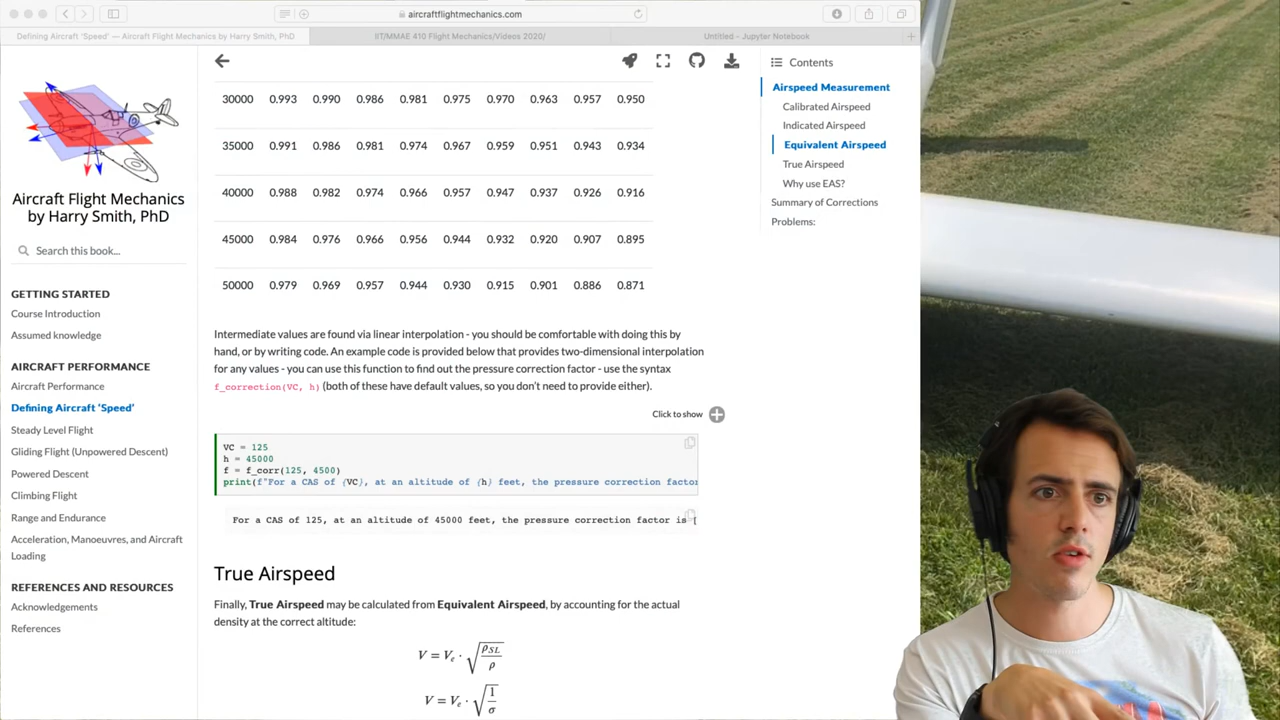 aircraftflightmechanics.com
Defining Aircraft 'Speed' — Aircraft Flight Mechanics by Harry Smith, PhD
IIT/MMAE 410 Flight Mechanics/Videos 2020/
Untitled - Jupyter Notebook
Aircraft Flight Mechanics
by Harry Smith, PhD
Search this book...
GETTING STARTED
Course Introduction
Assumed knowledge
AIRCRAFT PERFORMANCE
Aircraft Performance
Defining Aircraft 'Speed'
Steady Level Flight
Gliding Flight (Unpowered Descent)
Powered Descent
Climbing Flight
Range and Endurance
Acceleration, Manoeuvres, and Aircraft
Loading
REFERENCES AND RESOURCES
Acknowledgements
References
30000 0.993 0.990 0.986 0.981 0.975 0.970 0.963 0.957 0.950
35000 0.991 0.986 0.981 0.974 0.967 0.959 0.951 0.943 0.934
40000 0.988 0.982 0.974 0.966 0.957 0.947 0.937 0.926 0.916
45000 0.984 0.976 0.966 0.956 0.944 0.932 0.920 0.907 0.895
50000 0.979 0.969 0.957 0.944 0.930 0.915 0.901 0.886 0.871
Intermediate values are found via linear interpolation - you should be comfortable with doing this by
hand, or by writing code. An example code is provided below that provides two-dimensional interpolation
for any values - you can use this function to find out the pressure correction factor - use the syntax
f_correction(VC, h) (both of these have default values, so you don't need to provide either).
Click to show
VC = 125
h = 45000
f = f_corr(125, 4500)
print(f"For a CAS of {VC}, at an altitude of {h} feet, the pressure correction factor
For a CAS of 125, at an altitude of 45000 feet, the pressure correction factor is [
True Airspeed
Finally, True Airspeed may be calculated from Equivalent Airspeed, by accounting for the actual
density at the correct altitude:
V = Ve · √(ρSL/ρ)
V = Ve · √(1/σ)
Contents
Airspeed Measurement
Calibrated Airspeed
Indicated Airspeed
Equivalent Airspeed
True Airspeed
Why use EAS?
Summary of Corrections
Problems: